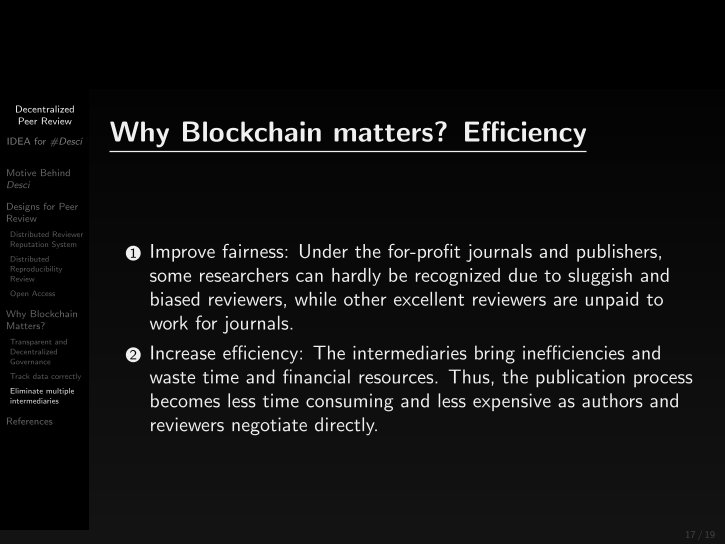 Decentralized
Peer Review
IDEA for #Desci
Motive Behind
Desci
Designs for Peer
Review
Distributed Reviewer
Reputation System
Distributed
Reproducibility
Review
Open Access
Why Blockchain
Matters?
Transparent and
Decentralized
Governance
Track data correctly
Eliminate multiple
intermediaries
References
Why Blockchain matters? Efficiency
1 Improve fairness: Under the for-profit journals and publishers,
some researchers can hardly be recognized due to sluggish and
biased reviewers, while other excellent reviewers are unpaid to
work for journals.
2 Increase efficiency: The intermediaries bring inefficiencies and
waste time and financial resources. Thus, the publication process
becomes less time consuming and less expensive as authors and
reviewers negotiate directly.
17 / 19